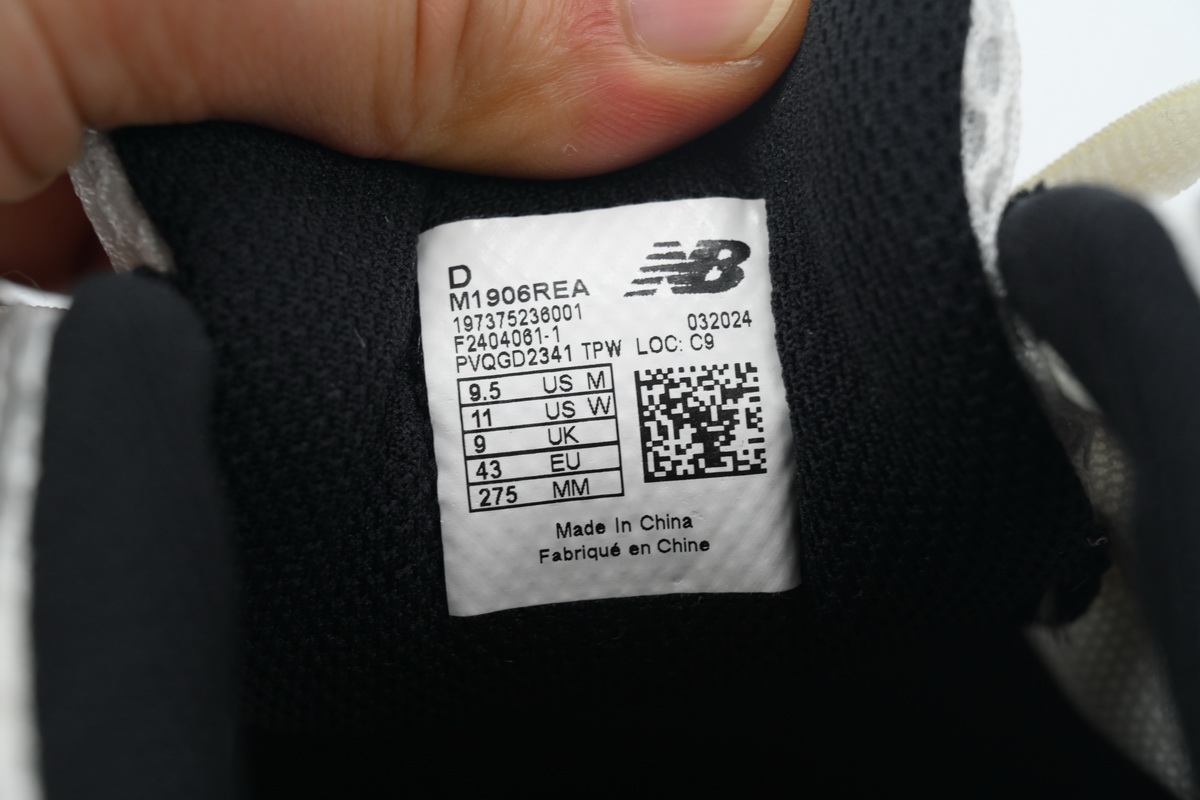 D
NB
M1906REA
197375236001
F2404061-1 032024
PVQGD2341 TPW LOC: C9
9.5 US M
11 US W
9 UK
43 EU
275 MM
Made In China
Fabriqué en Chine